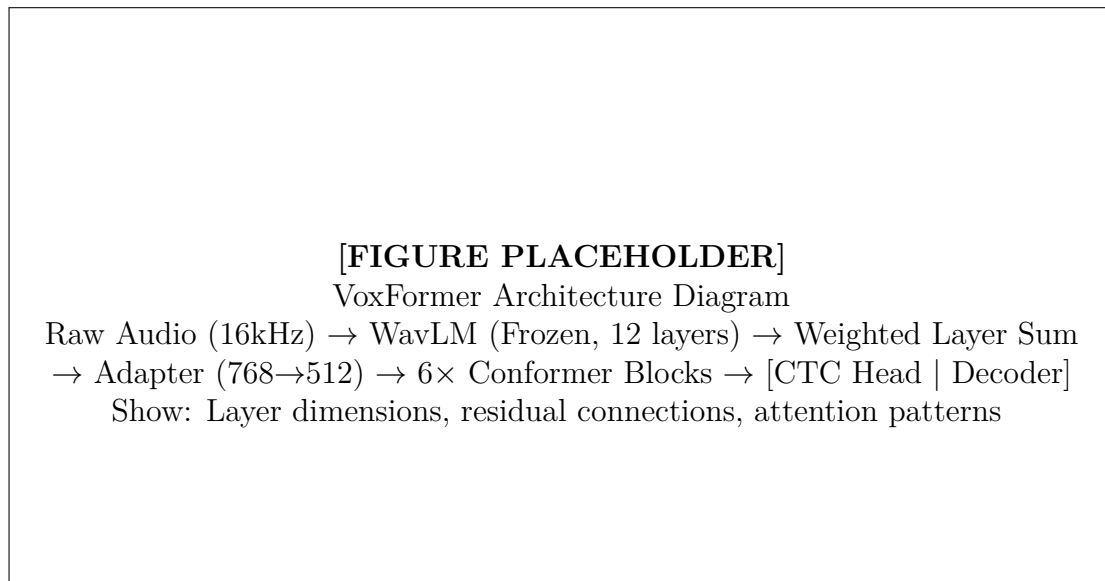 [FIGURE PLACEHOLDER]
VoxFormer Architecture Diagram
Raw Audio (16kHz) → WavLM (Frozen, 12 layers) → Weighted Layer Sum
→ Adapter (768→512) → 6× Conformer Blocks → [CTC Head | Decoder]
Show: Layer dimensions, residual connections, attention patterns